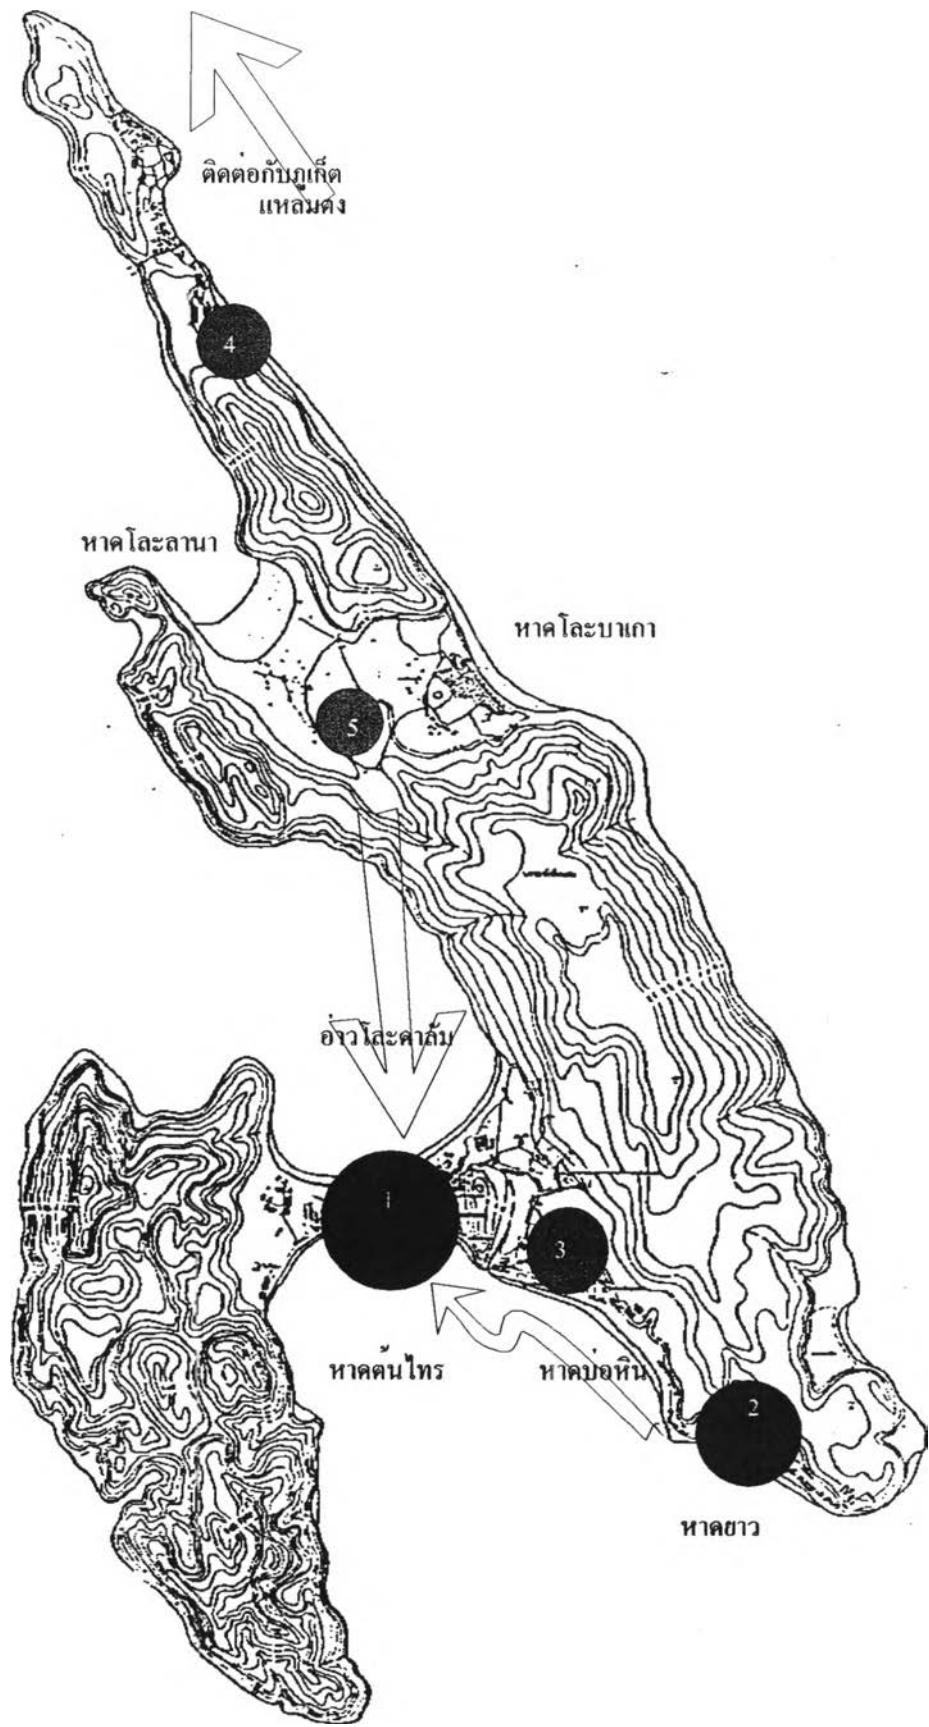 ติดต่อกับภูเก็ต
แหลมตง
4
หาดโละลานา
หาดโละบาเกา
5
อ่าวโละดาลัม
1
3
หาดต้นไทร
หาดบ่อหิน
2
หาดยาว